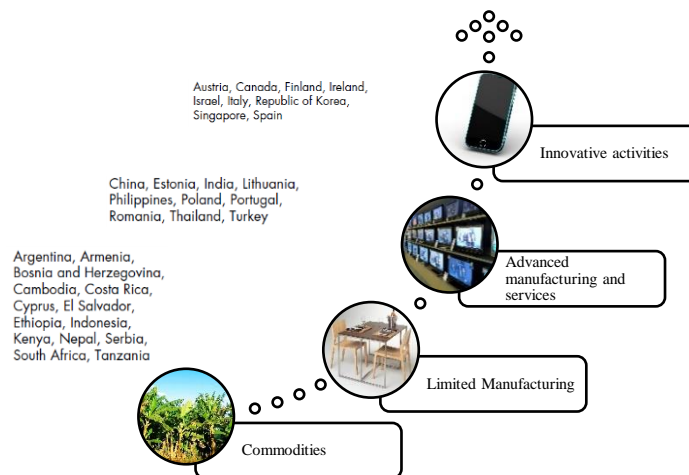 Austria, Canada, Finland, Ireland,
Israel, Italy, Republic of Korea,
Singapore, Spain
Innovative activities
China, Estonia, India, Lithuania,
Philippines, Poland, Portugal,
Romania, Thailand, Turkey
Advanced
manufacturing and
services
Argentina, Armenia,
Bosnia and Herzegovina,
Cambodia, Costa Rica,
Cyprus, El Salvador,
Ethiopia, Indonesia,
Kenya, Nepal, Serbia,
South Africa, Tanzania
Limited Manufacturing
Commodities